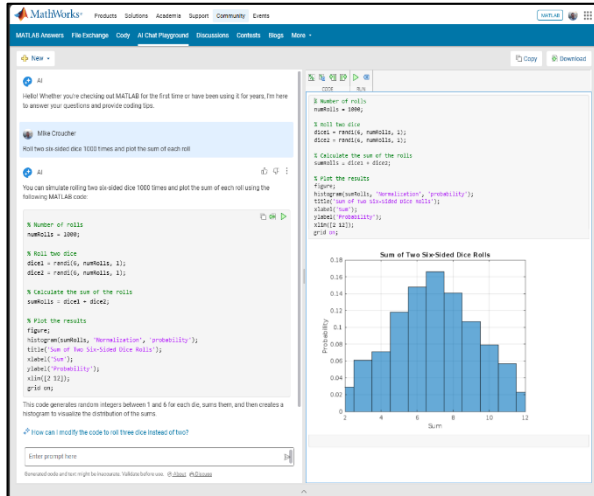 MathWorks® Products Solutions Academia Support Community Events MATLAB
MATLAB Answers File Exchange Cody AI Chat Playground Discussions Contests Blogs More
New Copy Download
AI
Hello! Whether you're checking out MATLAB for the first time or have been using it for years, I'm here
to answer your questions and provide coding tips.
Mike Croucher
Roll two six-sided dice 1000 times and plot the sum of each roll
AI
You can simulate rolling two six-sided dice 1000 times and plot the sum of each roll using the
following MATLAB code:
% Number of rolls
numRolls = 1000;
% Roll two dice
dice1 = randi(6, numRolls, 1);
dice2 = randi(6, numRolls, 1);
% Calculate the sum of the rolls
sumRolls = dice1 + dice2;
% Plot the results
figure;
histogram(sumRolls, 'Normalization', 'probability');
title('Sum of Two Six-Sided Dice Rolls');
xlabel('Sum');
ylabel('Probability');
xlim([2 12]);
grid on;
This code generates random integers between 1 and 6 for each die, sums them, and then creates a
histogram to visualize the distribution of the sums.
How can I modify the code to roll three dice instead of two?
Enter prompt here
Generated code and text might be inaccurate. Validate before use. About Discuss
CODE RUN
% Number of rolls
numRolls = 1000;
% Roll two dice
dice1 = randi(6, numRolls, 1);
dice2 = randi(6, numRolls, 1);
% Calculate the sum of the rolls
sumRolls = dice1 + dice2;
% Plot the results
figure;
histogram(sumRolls, 'Normalization', 'probability');
title('Sum of Two Six-Sided Dice Rolls');
xlabel('Sum');
ylabel('Probability');
xlim([2 12]);
grid on;
Sum of Two Six-Sided Dice Rolls
0.18
0.16
0.14
0.12
0.1
0.08
0.06
0.04
0.02
0
Probability
2 4 6 8 10 12
Sum